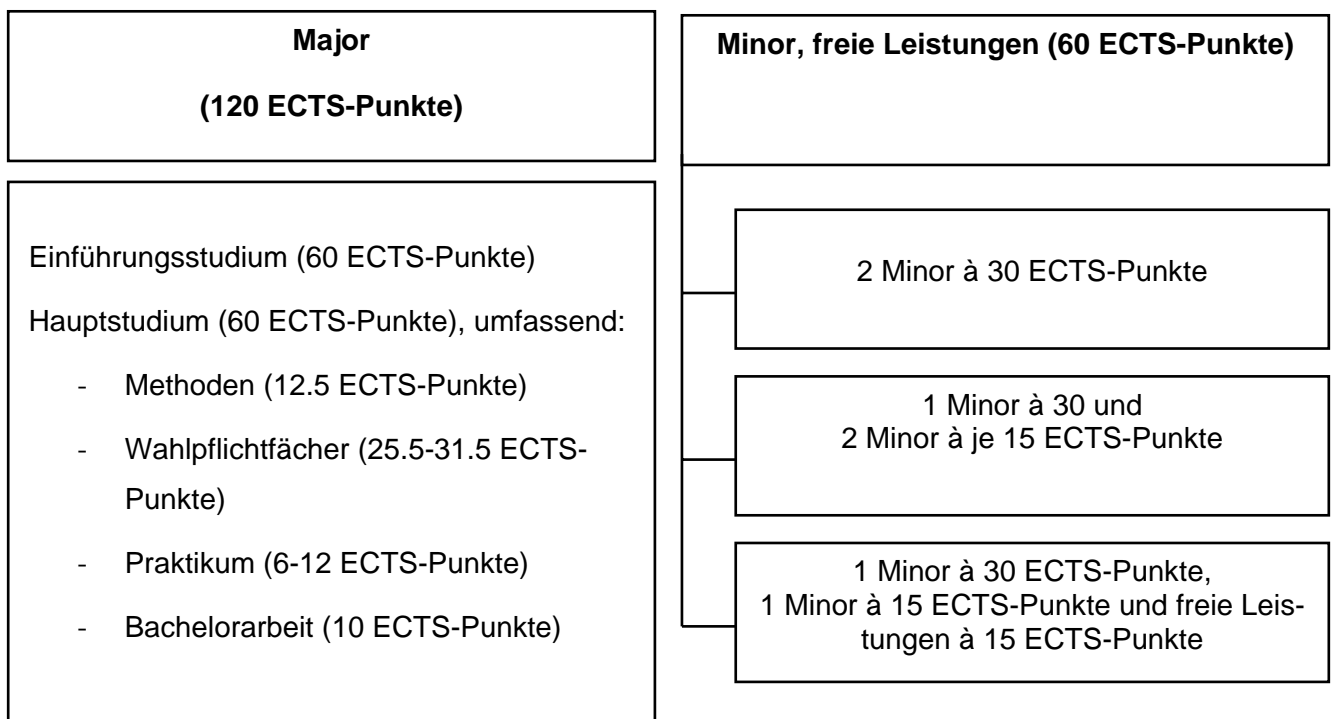 Major
(120 ECTS-Punkte)
Einführungsstudium (60 ECTS-Punkte)
Hauptstudium (60 ECTS-Punkte), umfassend:
- Methoden (12.5 ECTS-Punkte)
- Wahlpflichtfächer (25.5-31.5 ECTS-
Punkte)
- Praktikum (6-12 ECTS-Punkte)
- Bachelorarbeit (10 ECTS-Punkte)
Minor, freie Leistungen (60 ECTS-Punkte)
2 Minor à 30 ECTS-Punkte
1 Minor à 30 und
2 Minor à je 15 ECTS-Punkte
1 Minor à 30 ECTS-Punkte,
1 Minor à 15 ECTS-Punkte und freie Leis-
tungen à 15 ECTS-Punkte